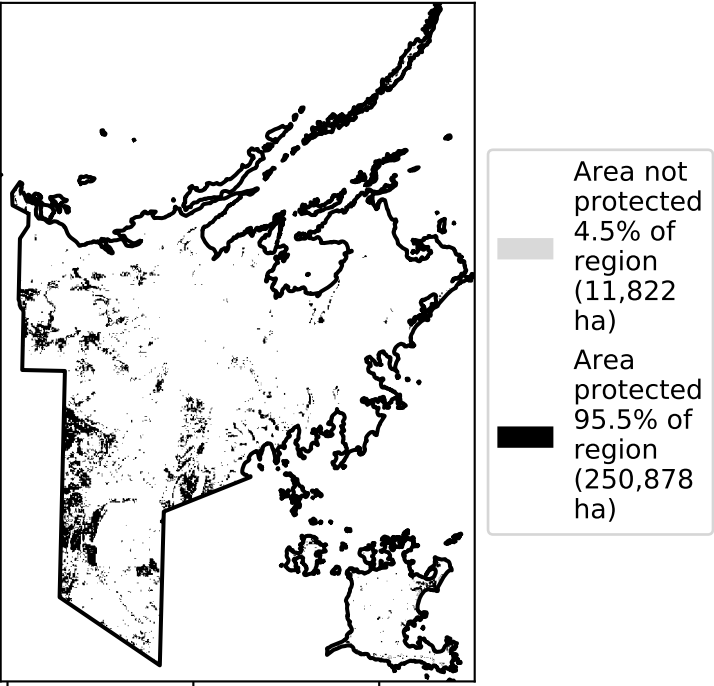 Area not
protected
4.5% of
region
(11,822
ha)
Area
protected
95.5% of
region
(250,878
ha)